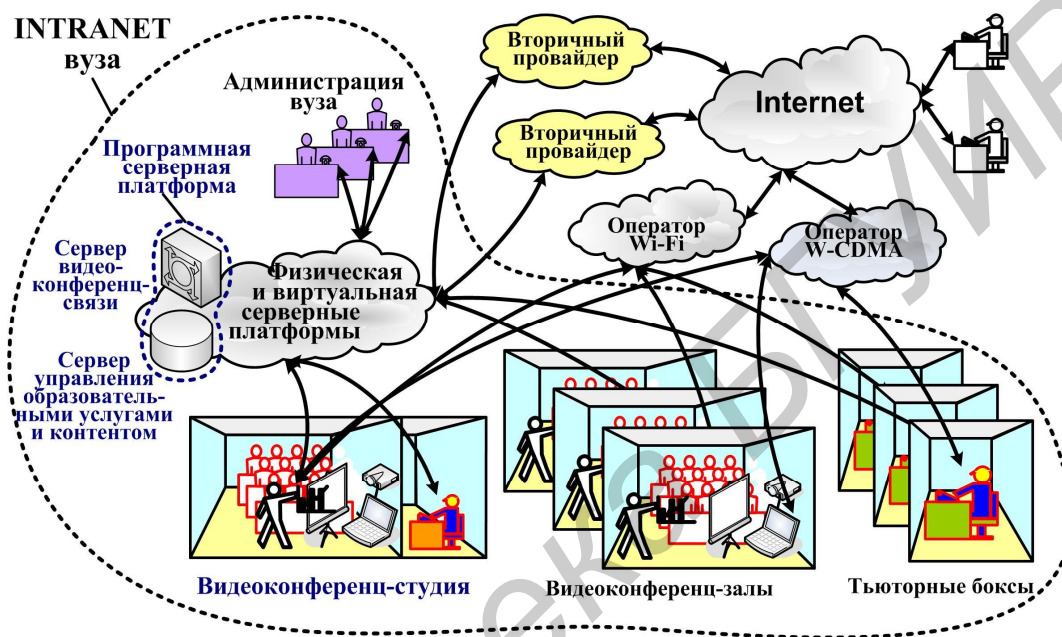 INTRANET
вуза
Администрация
вуза
Программная
серверная
платформа
Сервер
видео-
конференц-
связи
Физическая
и виртуальная
серверные
платформы
Сервер
управления
образователь-
ными услугами
и контентом
Вторичный
провайдер
Вторичный
провайдер
Internet
Оператор
Wi-Fi
Оператор
W-CDMA
Видеоконференц-студия
Видеоконференц-залы
Тьюторные боксы